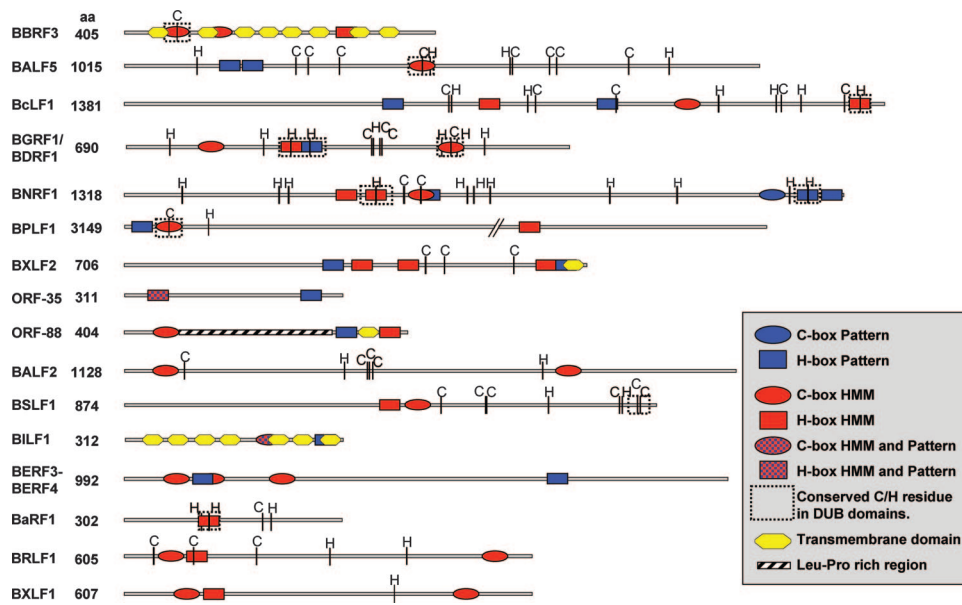 aa C
BBRF3 405
H C C C C H C C C C C H
BALF5 1015
C H C C H H C H C H
BcLF1 1381
H H H H C H C C H C H H
BGRF1/
BDRF1 690
H H H H C C H H H H H H H H
BNRF1 1318
C H
BPLF1 3149
C C C
BXLF2 706
ORF-35 311
ORF-88 404
C H C C C H
BALF2 1128
C C C H C H C C
BSLF1 874
BILF1 312
BERF3-
BERF4 992
H H C H
BaRF1 302
C C C H H
BRLF1 605
H
BXLF1 607
C-box Pattern
H-box Pattern
C-box HMM
H-box HMM
C-box HMM and Pattern
H-box HMM and Pattern
Conserved C/H residue
in DUB domains.
Transmembrane domain
Leu-Pro rich region